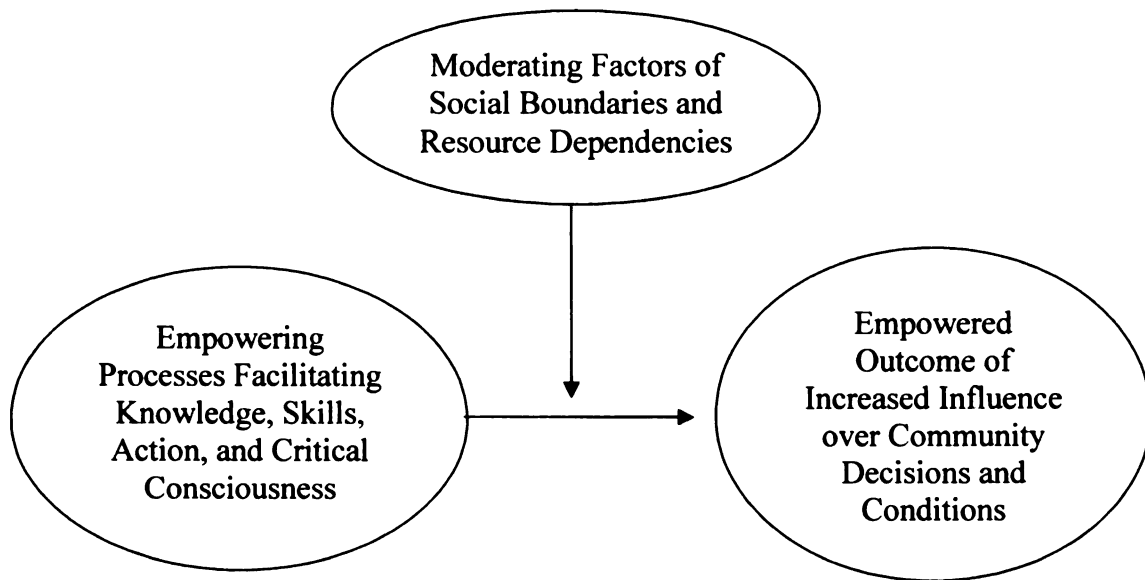 Moderating Factors of
Social Boundaries and
Resource Dependencies
Empowering
Processes Facilitating
Knowledge, Skills,
Action, and Critical
Consciousness
Empowered
Outcome of
Increased Influence
over Community
Decisions and
Conditions